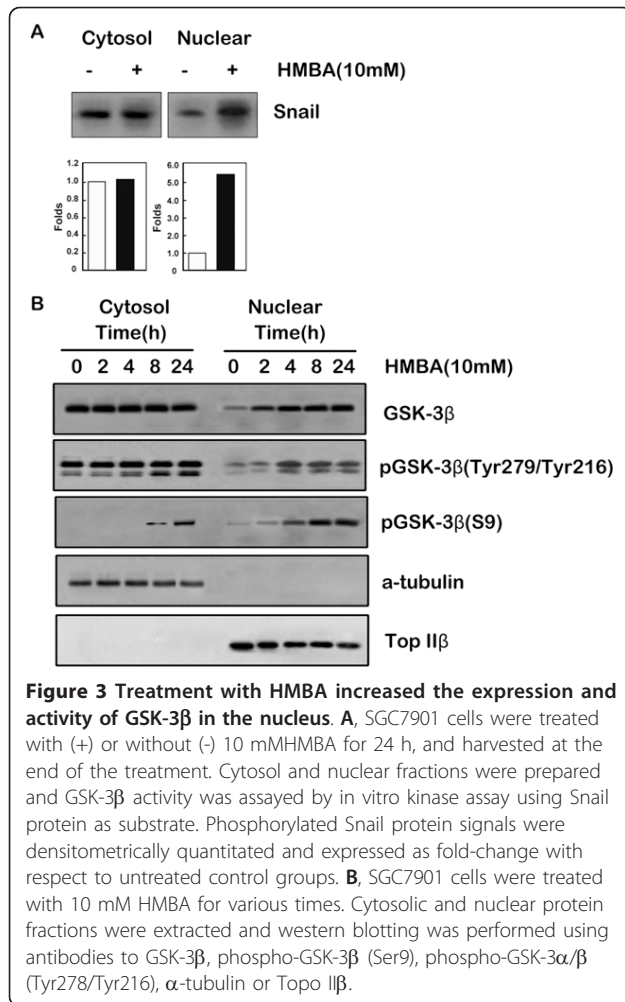 A
Cytosol Nuclear
- + - + HMBA(10mM)
Snail
1.2 1.0 0.8 0.6 0.4 0.2 0 Folds
6.0 5.0 4.0 3.0 2.0 1.0 0 Folds
B
Cytosol Nuclear
Time(h) Time(h)
0 2 4 8 24 0 2 4 8 24 HMBA(10mM)
GSK-3β
pGSK-3β(Tyr279/Tyr216)
pGSK-3β(S9)
a-tubulin
Top IIβ
Figure 3 Treatment with HMBA increased the expression and
activity of GSK-3β in the nucleus. A, SGC7901 cells were treated
with (+) or without (-) 10 mMHMBA for 24 h, and harvested at the
end of the treatment. Cytosol and nuclear fractions were prepared
and GSK-3β activity was assayed by in vitro kinase assay using Snail
protein as substrate. Phosphorylated Snail protein signals were
densitometrically quantitated and expressed as fold-change with
respect to untreated control groups. B, SGC7901 cells were treated
with 10 mM HMBA for various times. Cytosolic and nuclear protein
fractions were extracted and western blotting was performed using
antibodies to GSK-3β, phospho-GSK-3β (Ser9), phospho-GSK-3α/β
(Tyr278/Tyr216), α-tubulin or Topo IIβ.